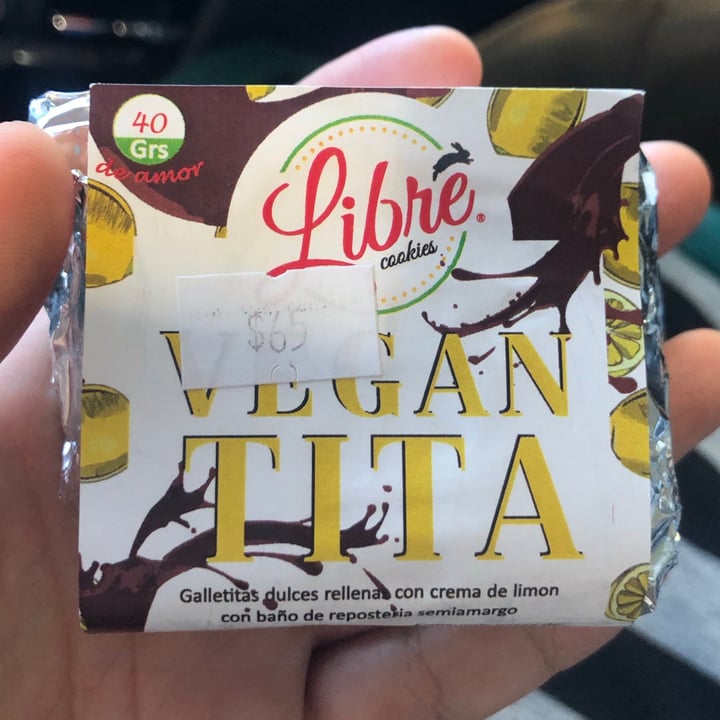 40
Grs
de amor
Libre®
cookies
$65
VEGAN
TITA
Galletitas dulces rellenas con crema de limon
con baño de reposteria semiamargo